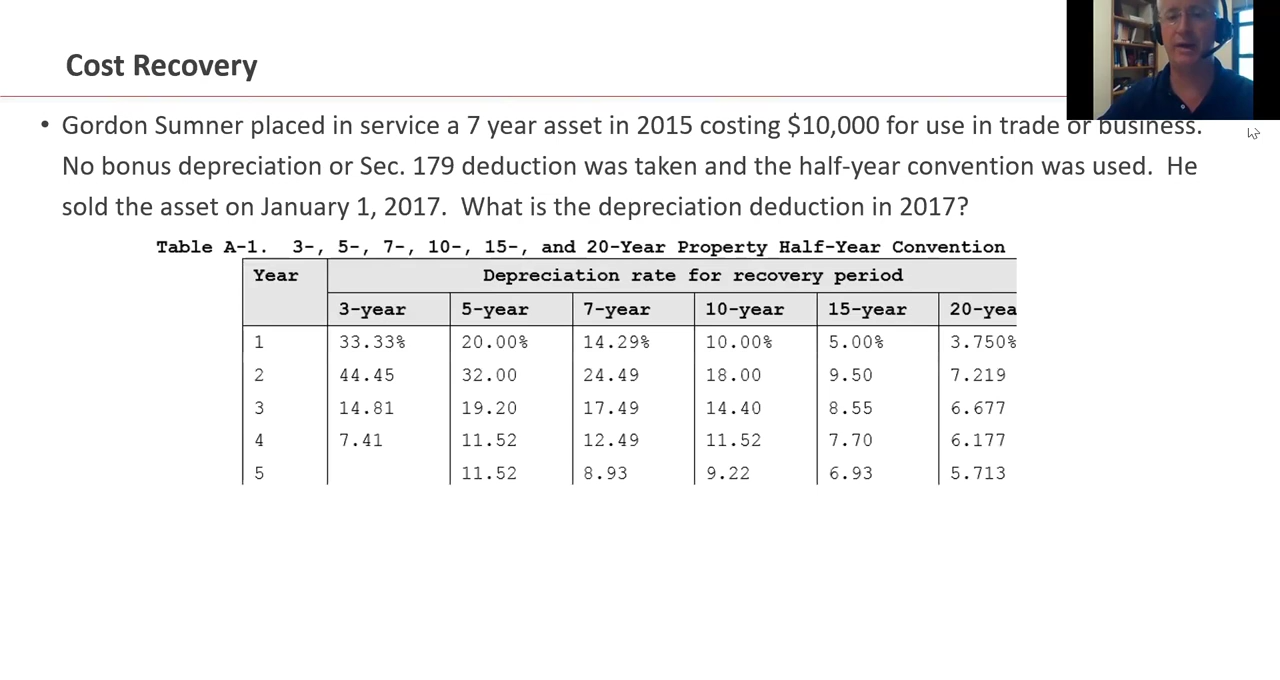 Cost Recovery
• Gordon Sumner placed in service a 7 year asset in 2015 costing $10,000 for use in trade or business.
No bonus depreciation or Sec. 179 deduction was taken and the half-year convention was used. He
sold the asset on January 1, 2017. What is the depreciation deduction in 2017?
Table A-1. 3-, 5-, 7-, 10-, 15-, and 20-Year Property Half-Year Convention
Year Depreciation rate for recovery period
3-year 5-year 7-year 10-year 15-year 20-yea
1 33.33% 20.00% 14.29% 10.00% 5.00% 3.750%
2 44.45 32.00 24.49 18.00 9.50 7.219
3 14.81 19.20 17.49 14.40 8.55 6.677
4 7.41 11.52 12.49 11.52 7.70 6.177
5 11.52 8.93 9.22 6.93 5.713